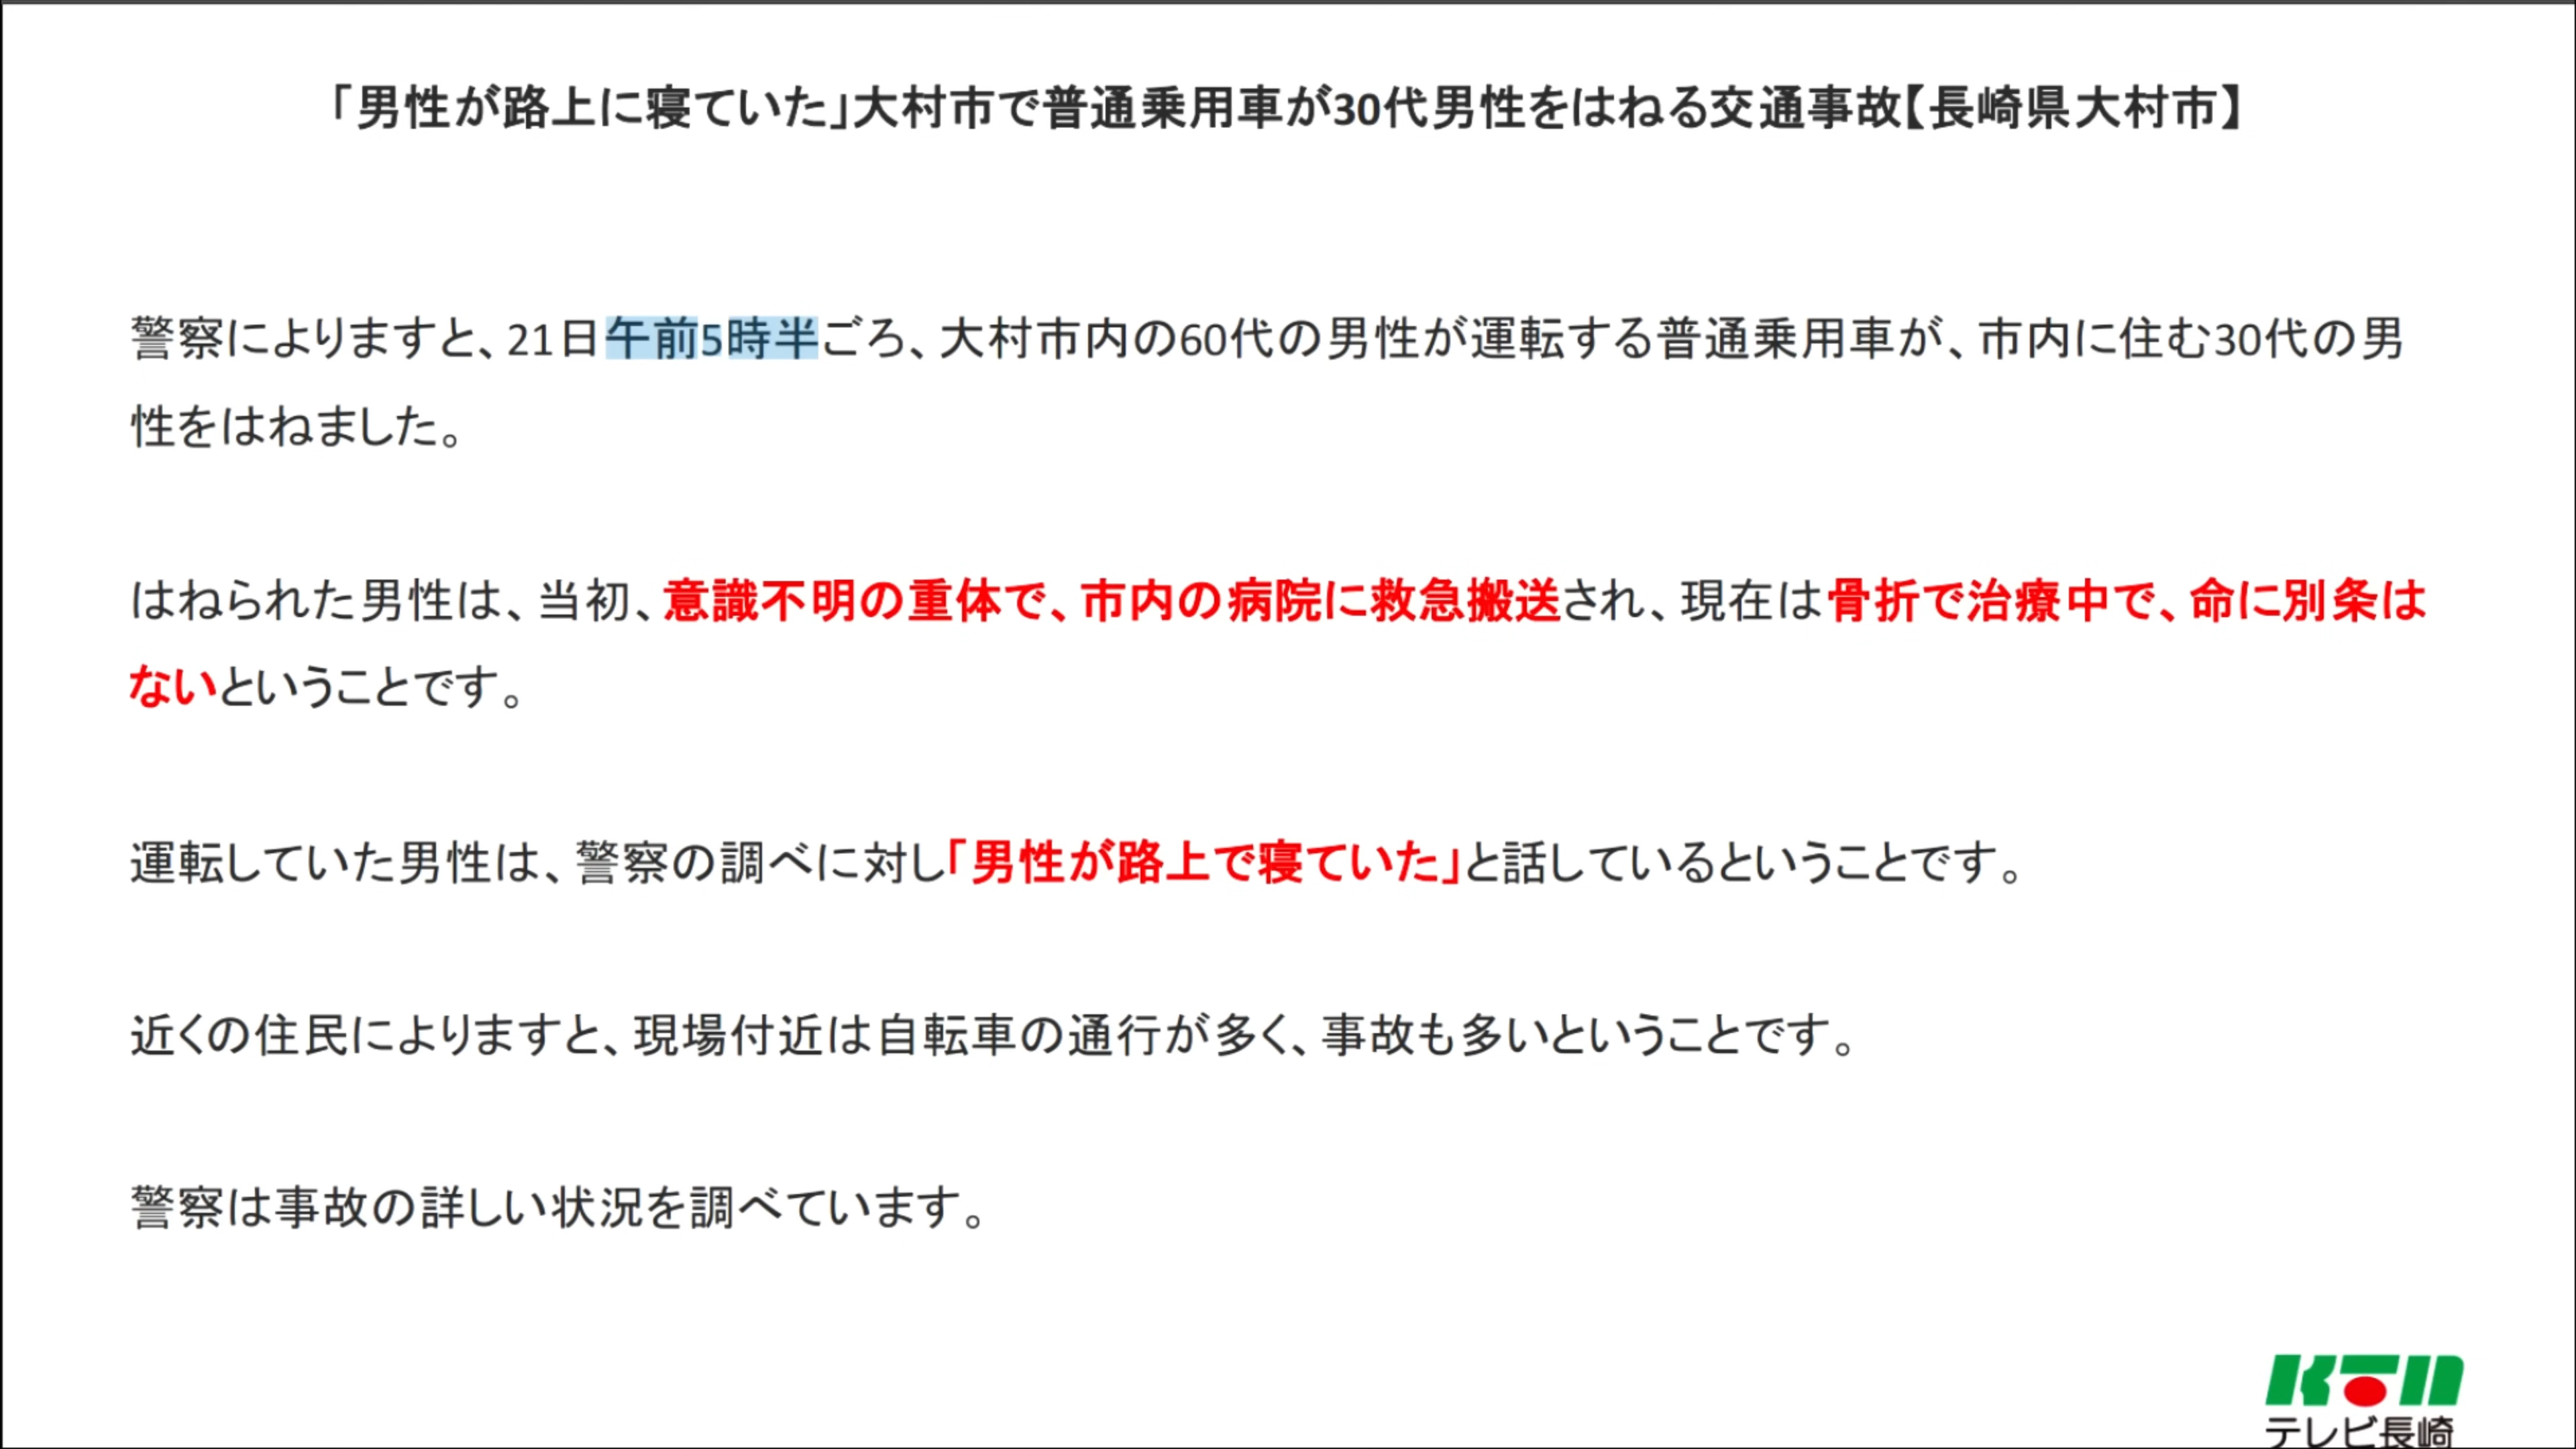 「男性が路上に寝ていた」大村市で普通乗用車が30代男性をはねる交通事故【長崎県大村市】
警察によりますと、21日午前5時半ごろ、大村市内の60代の男性が運転する普通乗用車が、市内に住む30代の男
性をはねました。
はねられた男性は、当初、意識不明の重体で、市内の病院に救急搬送され、現在は骨折で治療中で、命に別条は
ないということです。
運転していた男性は、警察の調べに対し「男性が路上で寝ていた」と話しているということです。
近くの住民によりますと、現場付近は自転車の通行が多く、事故も多いということです。
警察は事故の詳しい状況を調べています。
KTN
テレビ長崎